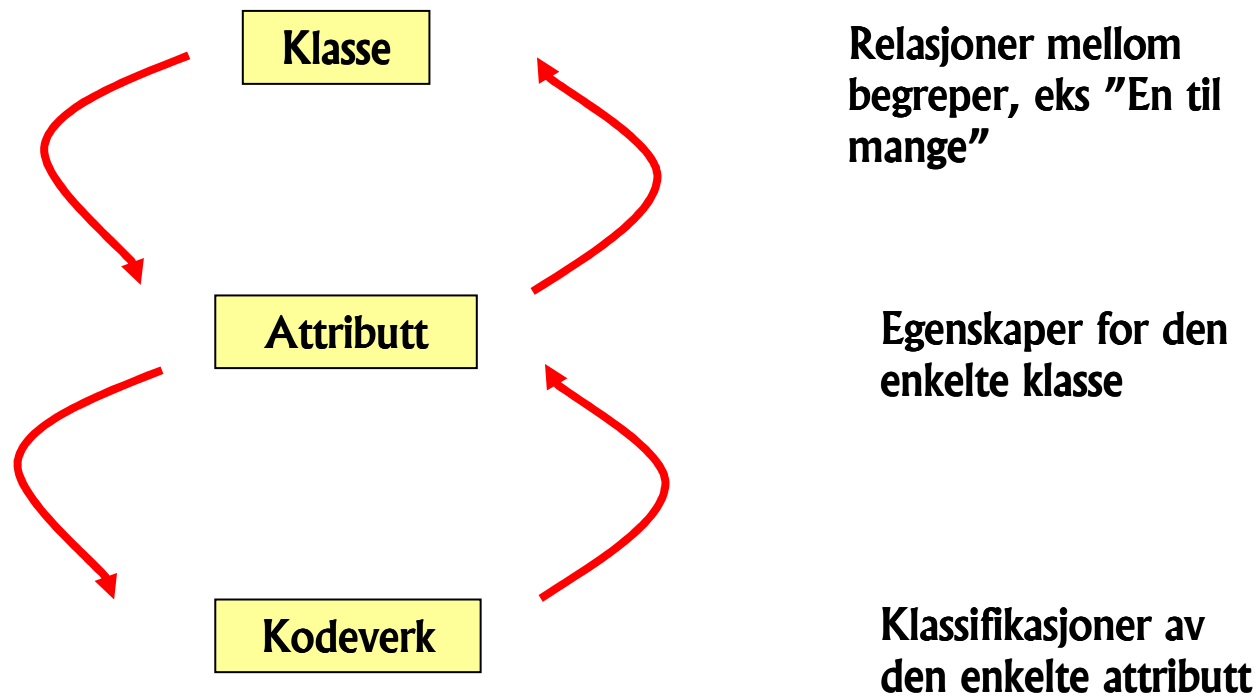 Klasse
Relasjoner mellom
begreper, eks ”En til
mange”
Attributt
Egenskaper for den
enkelte klasse
Kodeverk
Klassifikasjoner av
den enkelte attributt